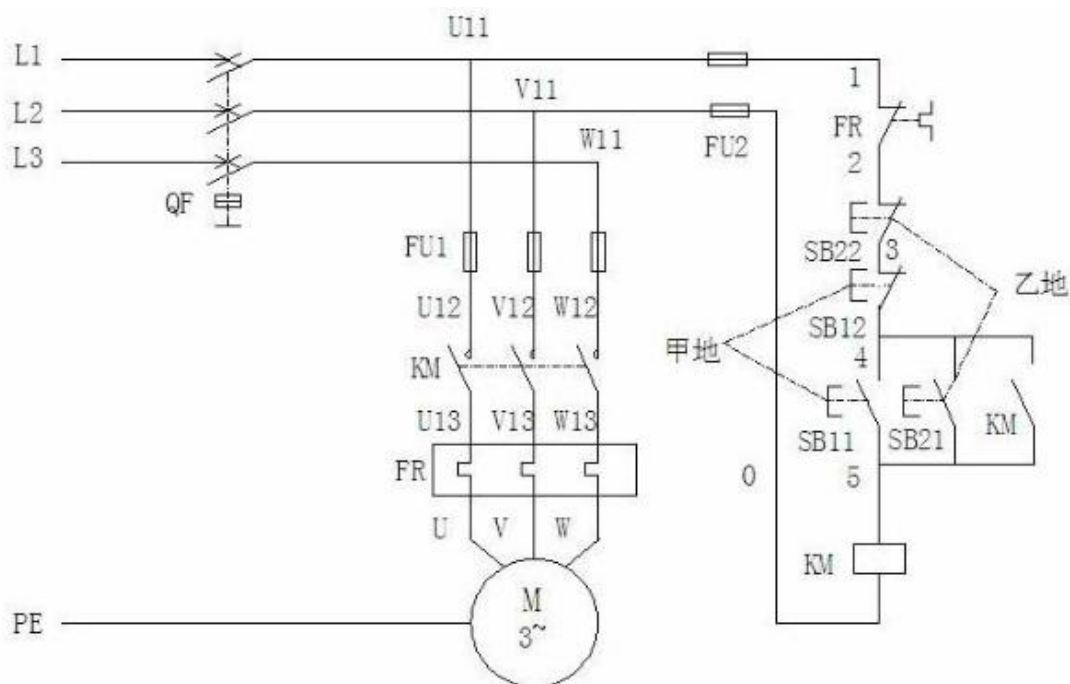 U11
L1
1
V11
L2
FR
W11
FU2
L3
2
QF
FU1
SB22 3
乙地
U12 V12 W12
SB12
甲地
4
KM
U13 V13 W13
SB11 SB21 KM
FR
0 5
U V W
KM
M
3~
PE